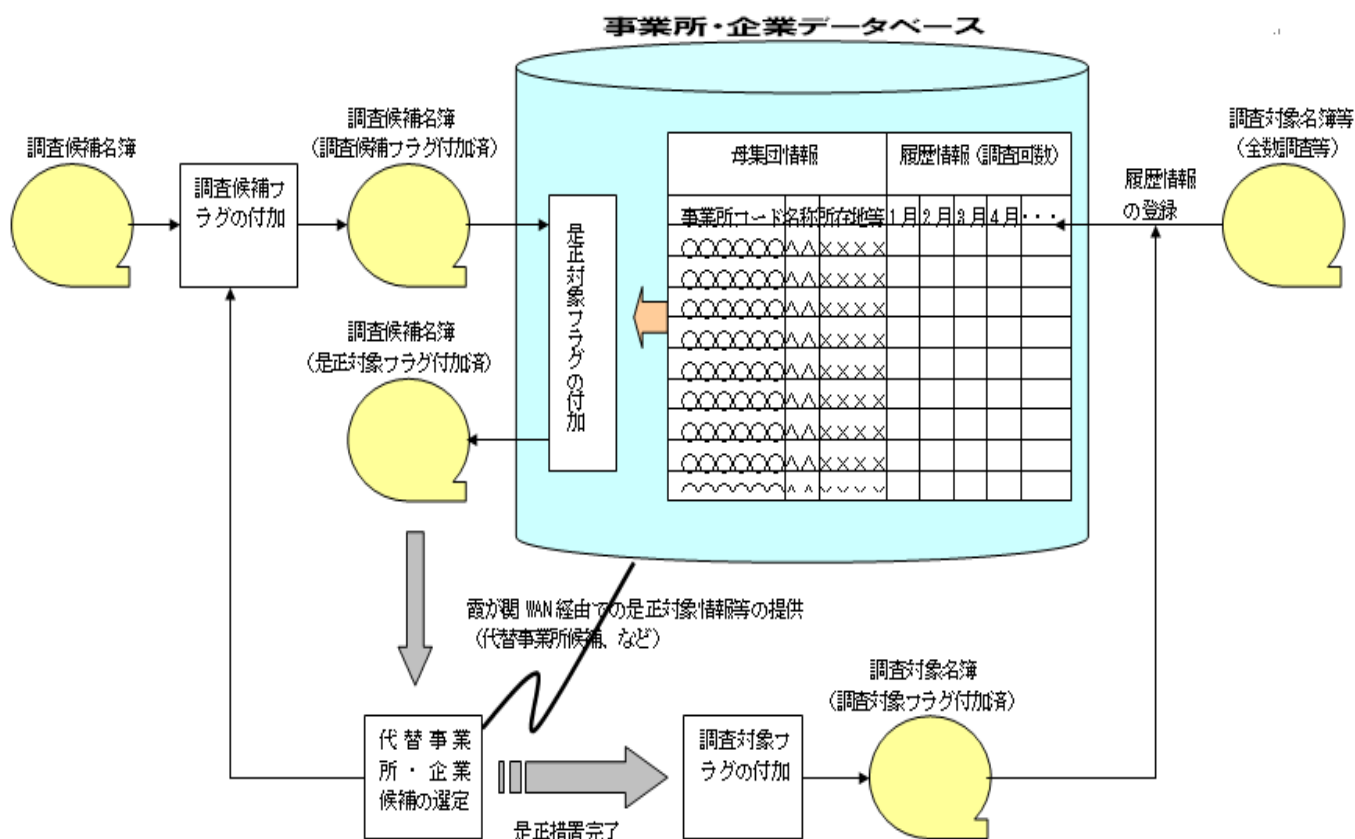 事業所・企業データベース
調査候補名簿
調査候補フ
ラグの付加
調査候補名簿
（調査候補フラグ付加済）
是正対象フラグの付加
母集団情報
履歴情報（調査回数）
事業所コード
名称
所在地等
1月
2月
3月
4月
・・・
○○○○○○
△△
××××
○○○○○○
△△
××××
○○○○○○
△△
××××
○○○○○○
△△
××××
○○○○○○
△△
××××
○○○○○○
△△
××××
○○○○○○
△△
××××
○○○○○○
△△
××××
調査対象名簿等
（全数調査等）
履歴情報
の登録
調査候補名簿
（是正対象フラグ付加済）
霞が関 WAN 経由での是正対象情報等の提供
（代替事業所候補、など）
代替事業
所・企業
候補の選定
是正措置完了
調査対象フ
ラグの付加
調査対象名簿
（調査対象フラグ付加済）